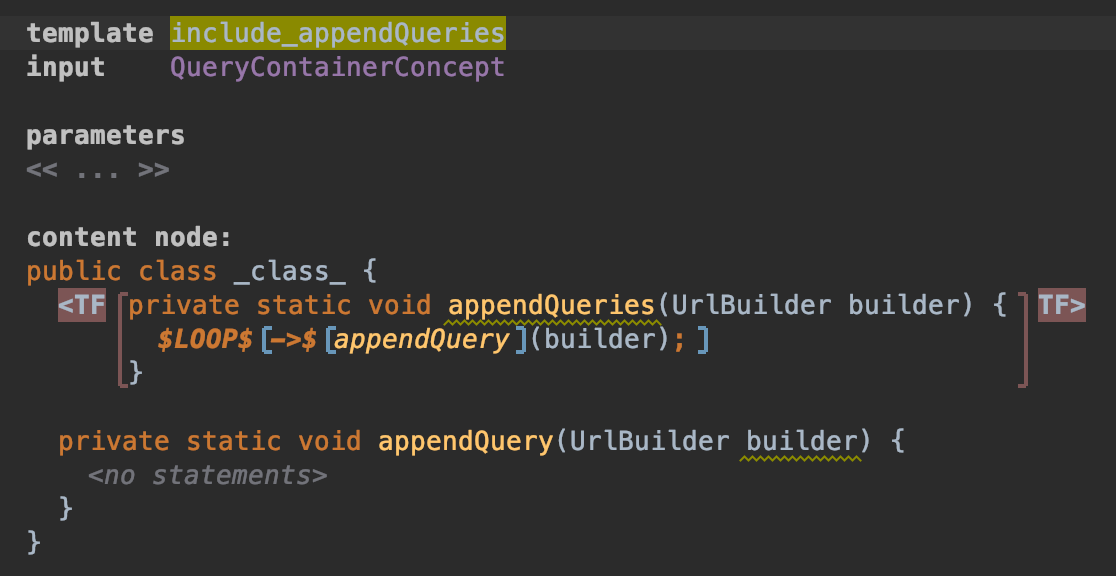 template include_appendQueries
input QueryContainerConcept
parameters
<< ... >>
content node:
public class _class_ {
<TF [private static void appendQueries(UrlBuilder builder) { ] TF>
$LOOP$[->$[appendQuery](builder); ]
}
private static void appendQuery(UrlBuilder builder) {
<no statements>
}
}